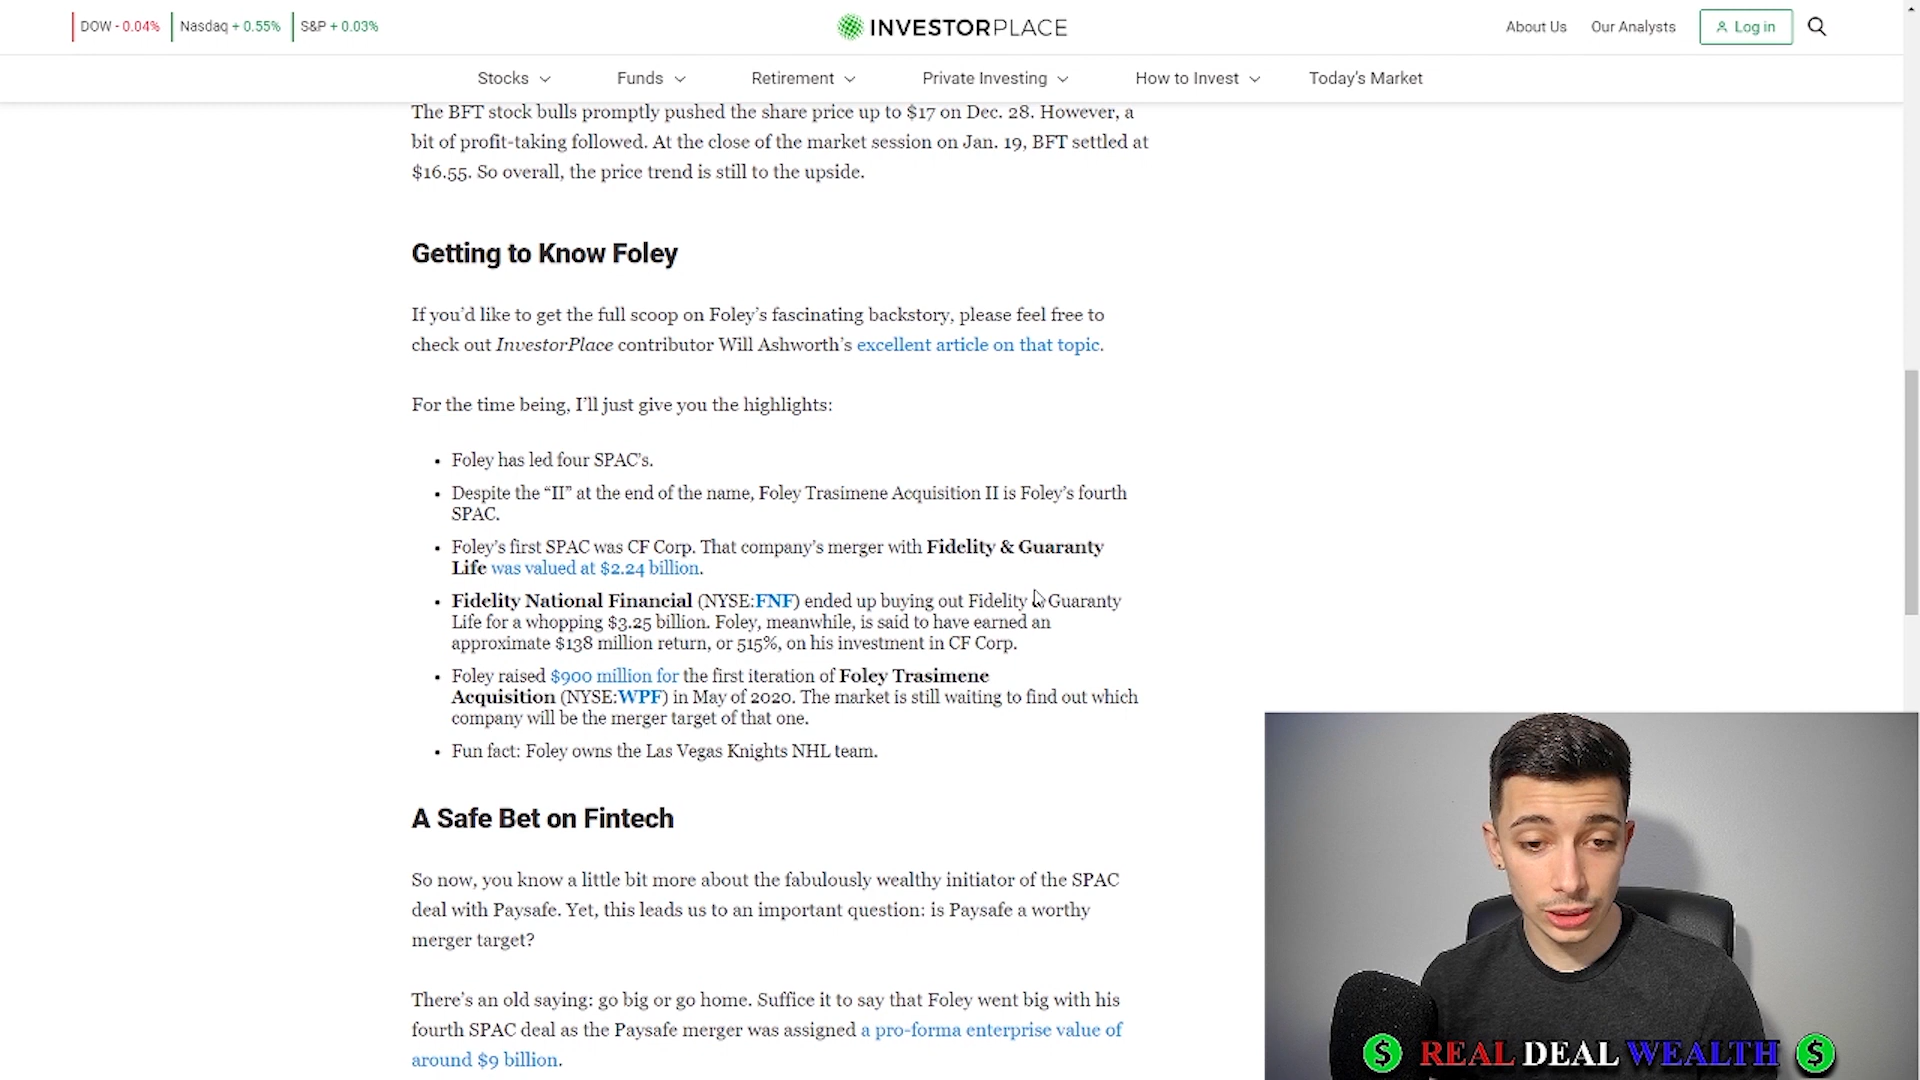 DOW - 0.04% Nasdaq + 0.55% S&P + 0.03%
INVESTORPLACE
About Us Our Analysts Log in
Stocks Funds Retirement Private Investing How to Invest Today's Market
The BFT stock bulls promptly pushed the share price up to $17 on Dec. 28. However, a
bit of profit-taking followed. At the close of the market session on Jan. 19, BFT settled at
$16.55. So overall, the price trend is still to the upside.
Getting to Know Foley
If you'd like to get the full scoop on Foley's fascinating backstory, please feel free to
check out InvestorPlace contributor Will Ashworth's excellent article on that topic.
For the time being, I'll just give you the highlights:
• Foley has led four SPAC's.
• Despite the “II” at the end of the name, Foley Trasimene Acquisition II is Foley's fourth
SPAC.
• Foley's first SPAC was CF Corp. That company's merger with Fidelity & Guaranty
Life was valued at $2.24 billion.
• Fidelity National Financial (NYSE:FNF) ended up buying out Fidelity & Guaranty
Life for a whopping $3.25 billion. Foley, meanwhile, is said to have earned an
approximate $138 million return, or 515%, on his investment in CF Corp.
• Foley raised $900 million for the first iteration of Foley Trasimene
Acquisition (NYSE:WPF) in May of 2020. The market is still waiting to find out which
company will be the merger target of that one.
• Fun fact: Foley owns the Las Vegas Knights NHL team.
A Safe Bet on Fintech
So now, you know a little bit more about the fabulously wealthy initiator of the SPAC
deal with Paysafe. Yet, this leads us to an important question: is Paysafe a worthy
merger target?
There's an old saying: go big or go home. Suffice it to say that Foley went big with his
fourth SPAC deal as the Paysafe merger was assigned a pro-forma enterprise value of
around $9 billion.
$ REAL DEAL WEALTH $